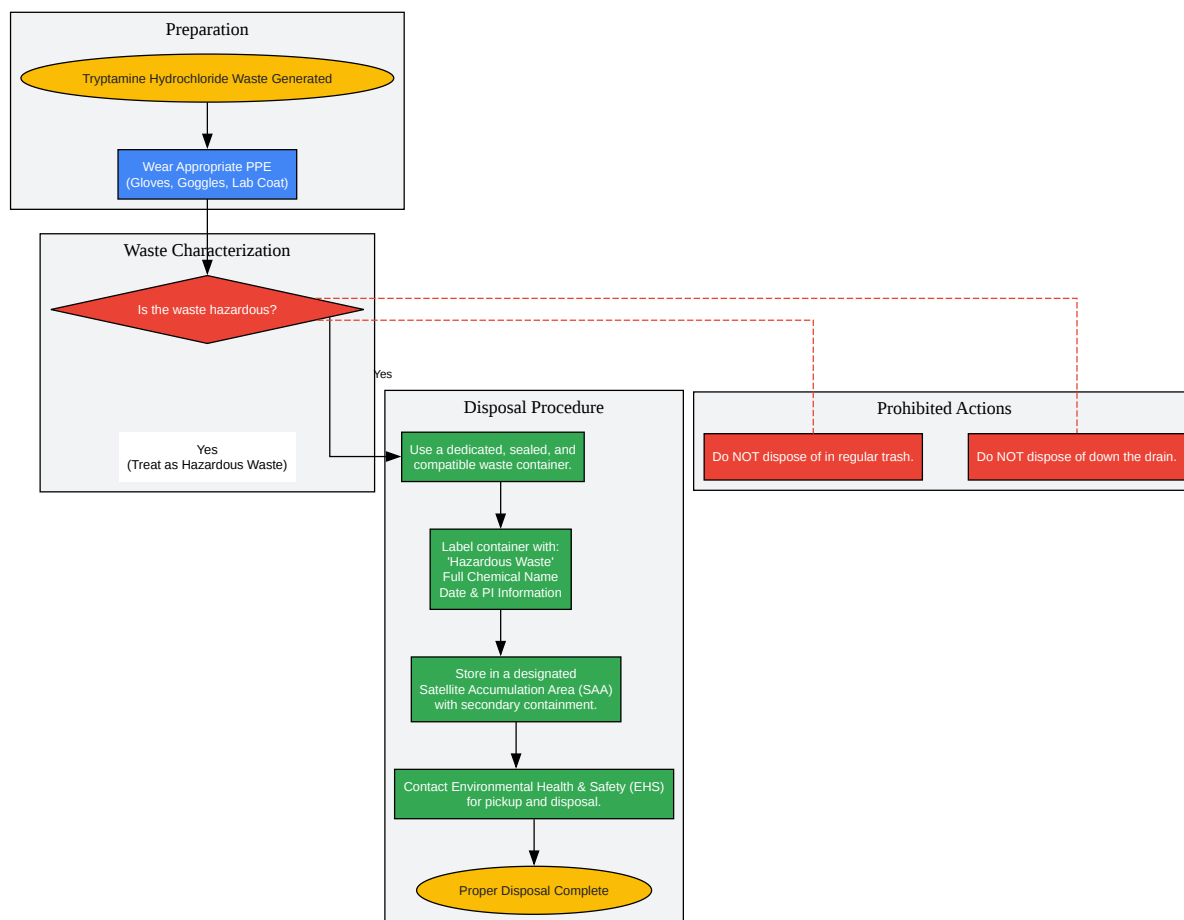 Preparation
Tryptamine Hydrochloride Waste Generated
Wear Appropriate PPE
(Gloves, Goggles, Lab Coat)
Waste Characterization
Is the waste hazardous?
Yes
Yes
(Treat as Hazardous Waste)
Disposal Procedure
Use a dedicated, sealed, and
compatible waste container.
Label container with:
'Hazardous Waste'
Full Chemical Name
Date & PI Information
Store in a designated
Satellite Accumulation Area (SAA)
with secondary containment.
Contact Environmental Health & Safety (EHS)
for pickup and disposal.
Proper Disposal Complete
Prohibited Actions
Do NOT dispose of in regular trash.
Do NOT dispose of down the drain.